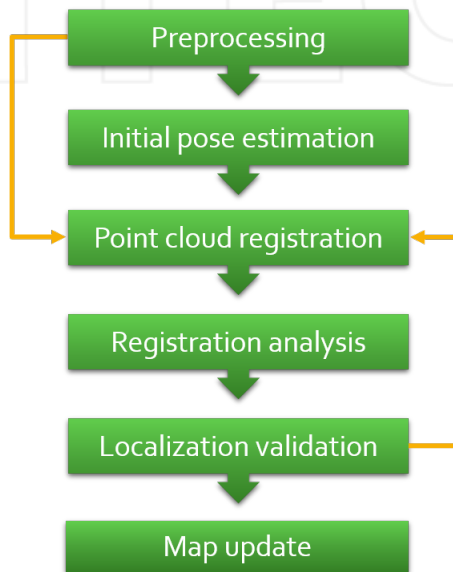 Preprocessing
Initial pose estimation
Point cloud registration
Registration analysis
Localization validation
Map update